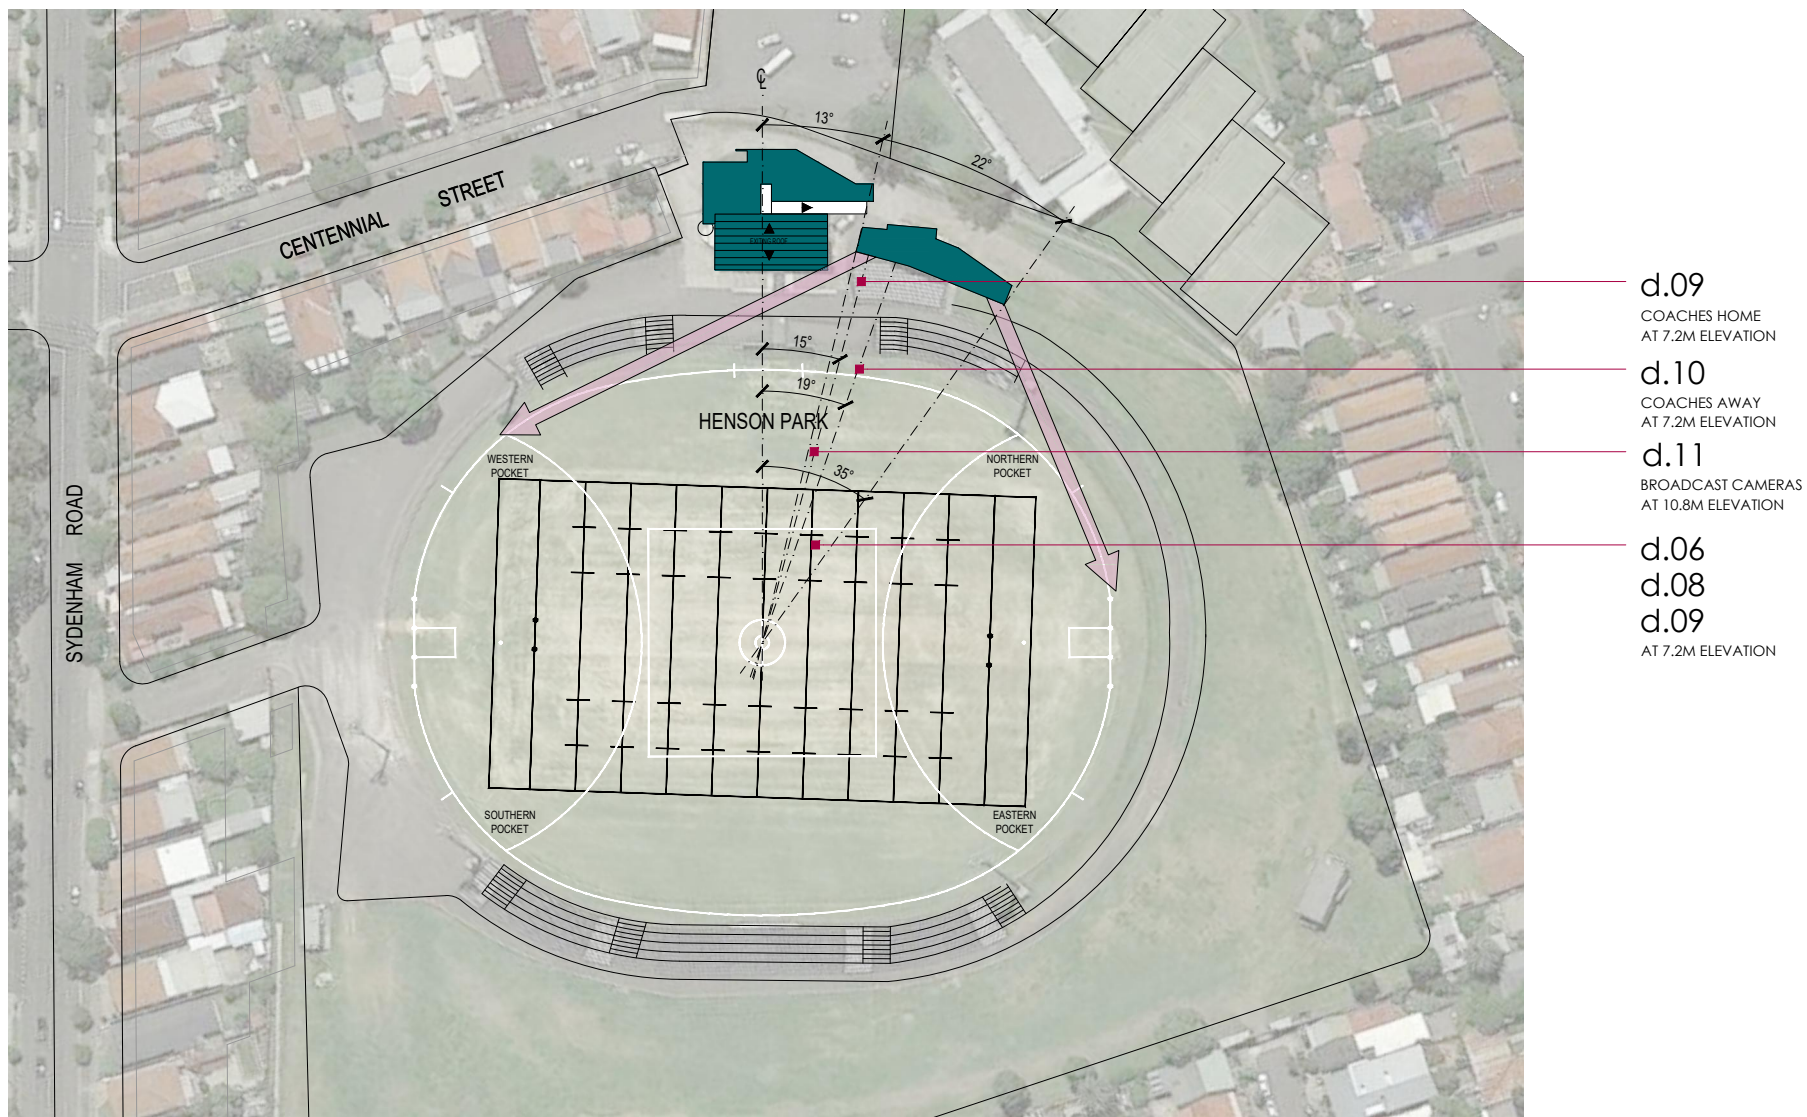 ℄
13°
22°
CENTENNIAL STREET
EXISTING ROOF
15°
19°
HENSON PARK
35°
WESTERN
POCKET
NORTHERN
POCKET
SYDENHAM ROAD
SOUTHERN
POCKET
EASTERN
POCKET
d.09
COACHES HOME
AT 7.2M ELEVATION
d.10
COACHES AWAY
AT 7.2M ELEVATION
d.11
BROADCAST CAMERAS
AT 10.8M ELEVATION
d.06
d.08
d.09
AT 7.2M ELEVATION